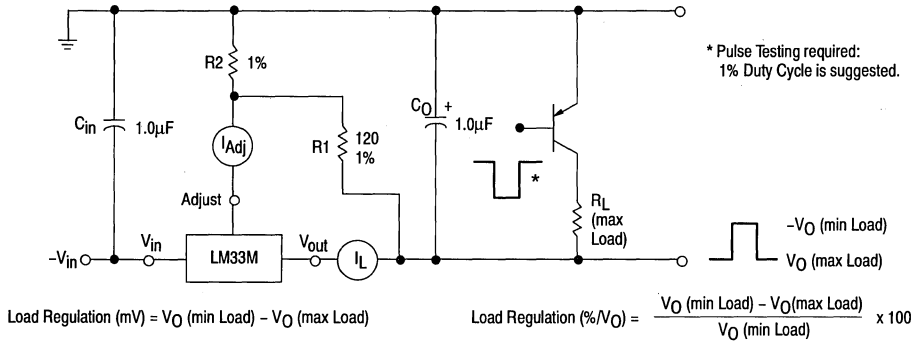 R2
1%
* Pulse Testing required:
1% Duty Cycle is suggested.
Cin
1.0μF
IAdj
R1
120
1%
CO +
1.0μF
*
Adjust
RL
(max
Load)
–Vin
Vin
LM33M
Vout
IL
–VO (min Load)
VO (max Load)
Load Regulation (mV) = VO (min Load) – VO (max Load)
Load Regulation (%/VO) = VO (min Load) – VO(max Load) x 100
VO (min Load)